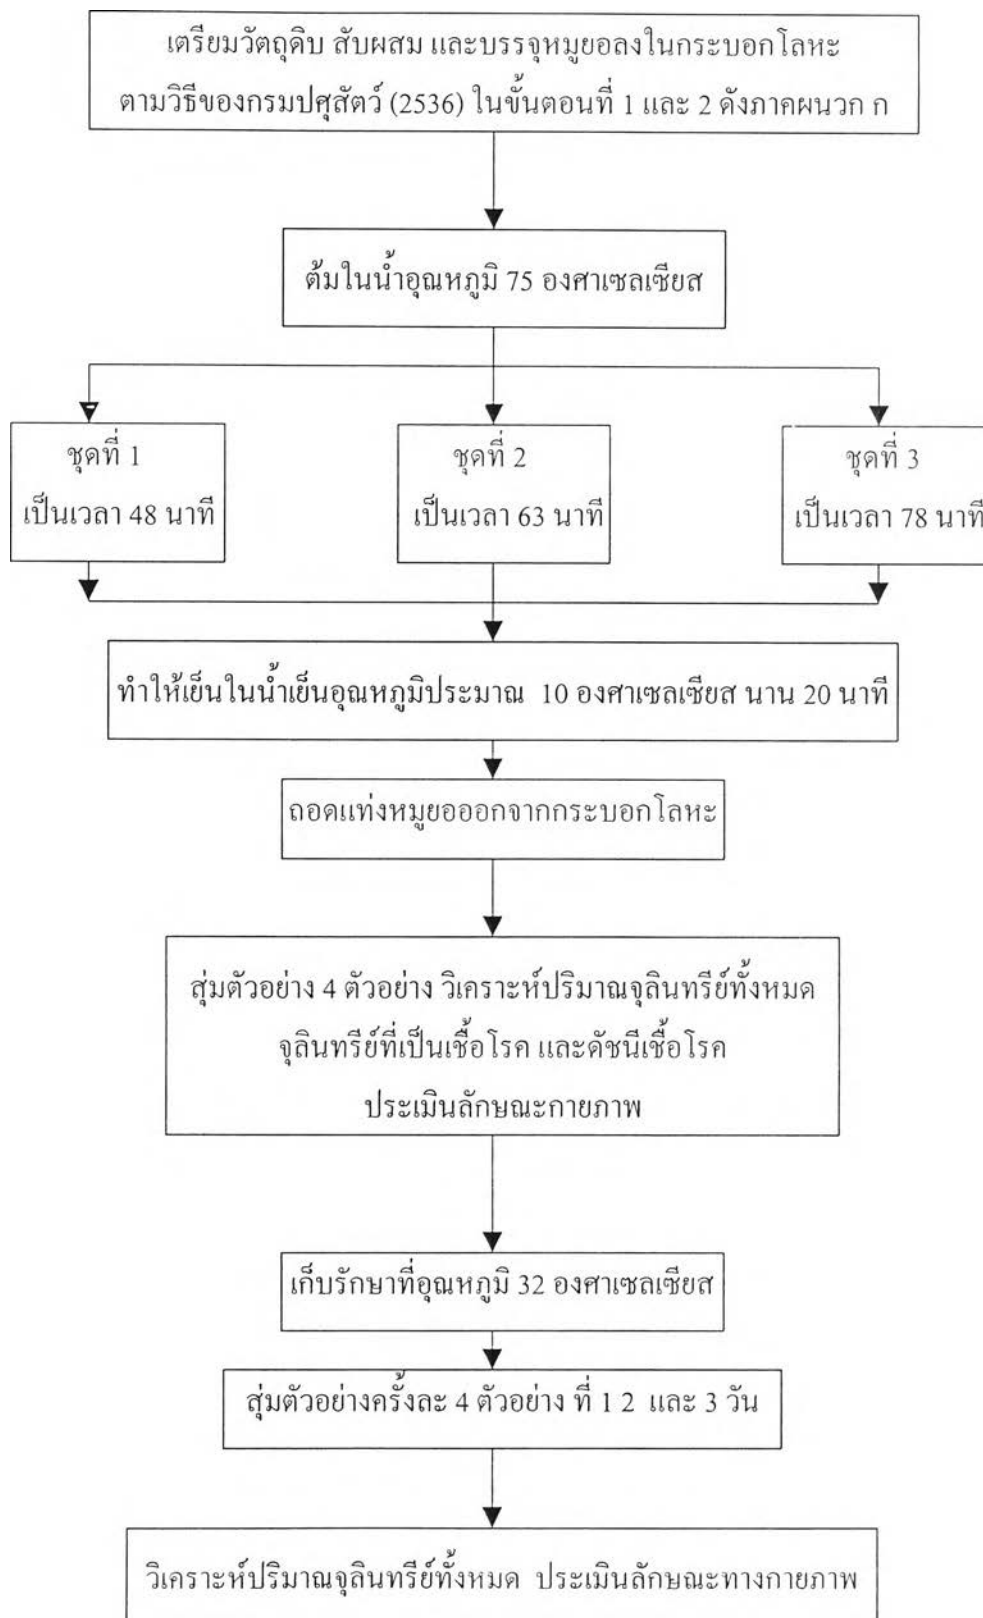 เตรียมวัตถุดิบ สับผสม และบรรจุหมูยอลงในกระบอกโลหะ
ตามวิธีของกรมปศุสัตว์ (2536) ในขั้นตอนที่ 1 และ 2 ดังภาคผนวก ก
ต้มในน้ำอุณหภูมิ 75 องศาเซลเซียส
ชุดที่ 1
เป็นเวลา 48 นาที
ชุดที่ 2
เป็นเวลา 63 นาที
ชุดที่ 3
เป็นเวลา 78 นาที
ทำให้เย็นในน้ำเย็นอุณหภูมิประมาณ 10 องศาเซลเซียส นาน 20 นาที
ถอดแท่งหมูยอออกจากกระบอกโลหะ
สุ่มตัวอย่าง 4 ตัวอย่าง วิเคราะห์ปริมาณจุลินทรีย์ทั้งหมด
จุลินทรีย์ที่เป็นเชื้อโรค และดัชนีเชื้อโรค
ประเมินลักษณะกายภาพ
เก็บรักษาที่อุณหภูมิ 32 องศาเซลเซียส
สุ่มตัวอย่างครั้งละ 4 ตัวอย่าง ที่ 1 2 และ 3 วัน
วิเคราะห์ปริมาณจุลินทรีย์ทั้งหมด ประเมินลักษณะทางกายภาพ